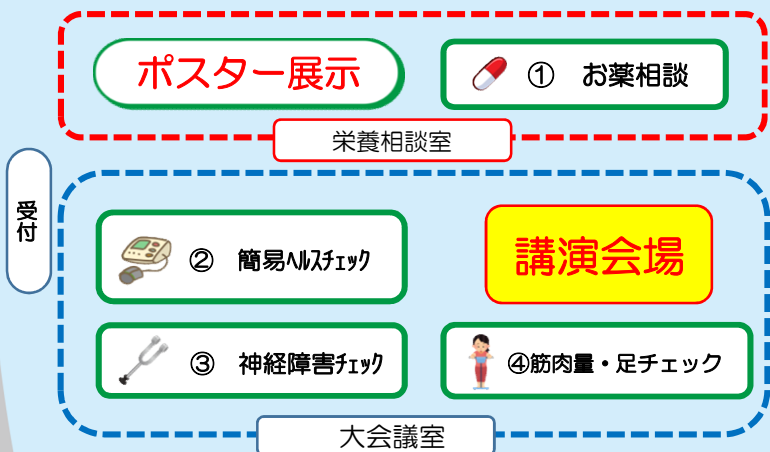 ポスター展示
① お薬相談
栄養相談室
受付
② 簡易ﾍﾙｽﾁｪｯｸ
講演会場
③ 神経障害ﾁｪｯｸ
④筋肉量・足チェック
大会議室